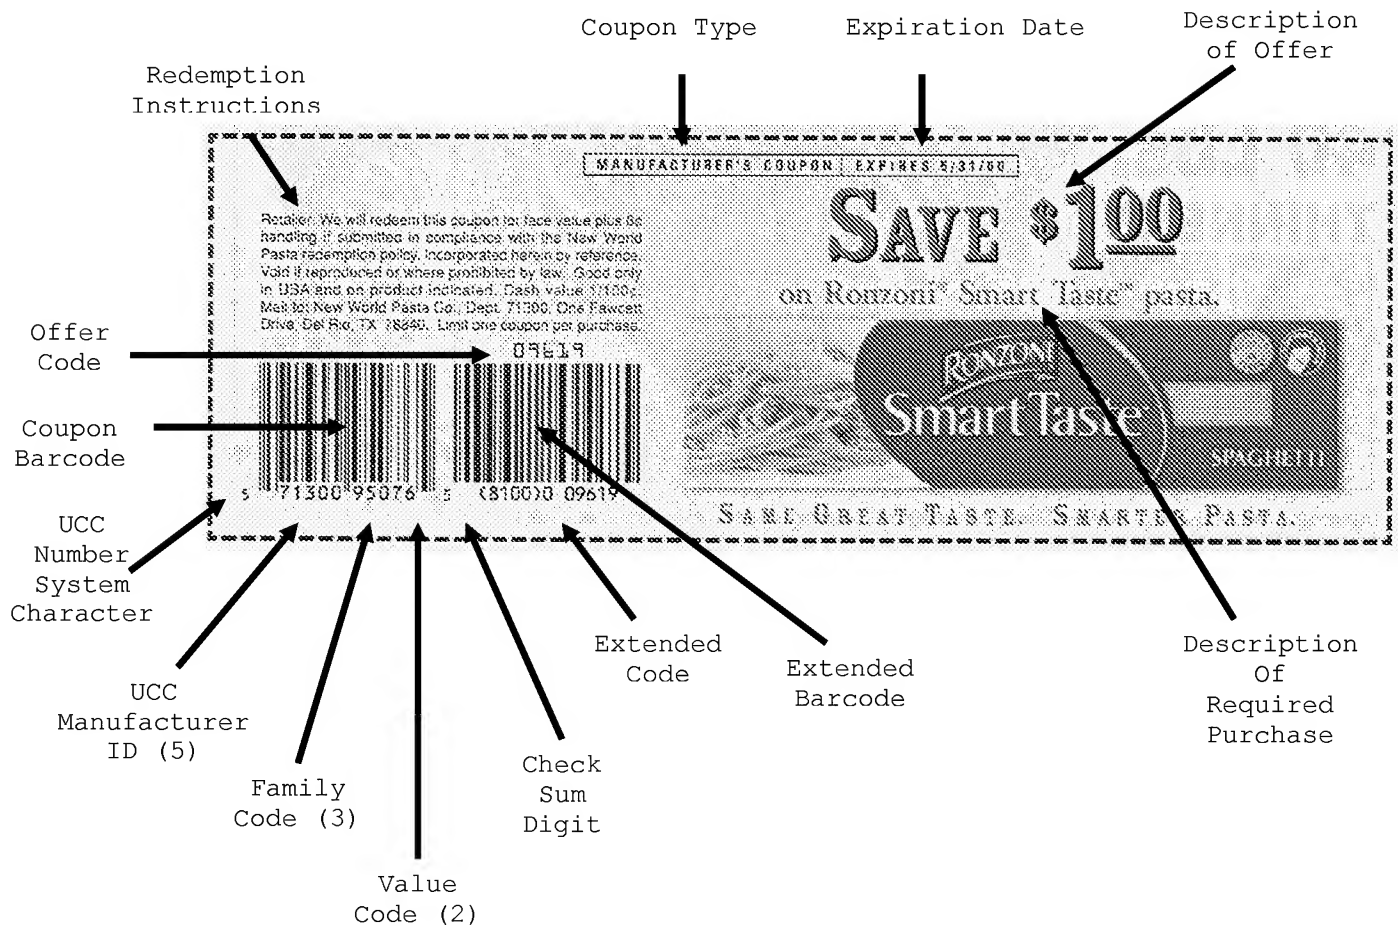 Coupon Type
Expiration Date
Description
of Offer
Redemption
Instructions
MANUFACTURER'S COUPON
EXPIRES 5/31/
SAVE $1.00
on Ronzoni® Smart Taste™ pasta.
Retailer: We will redeem this coupon for face value plus 8¢
handling if submitted in compliance with the New World
Pasta redemption policy, incorporated herein by reference.
Void if reproduced or where prohibited by law. Good only
in USA and on product indicated. Cash value 1/100¢.
Mail to: New World Pasta Co., Dept. 71300, One Fawcett
Drive, Del Rio, TX 78840. Limit one coupon per purchase.
Offer
Code
09619
RONZONI
Smart Taste
SPAGHETTI
Coupon
Barcode
5 71300 95076 5 (8100)0 09619
SAME GREAT TASTE. SMARTER PASTA.
UCC
Number
System
Character
UCC
Manufacturer
ID (5)
Family
Code (3)
Value
Code (2)
Check
Sum
Digit
Extended
Code
Extended
Barcode
Description
Of
Required
Purchase